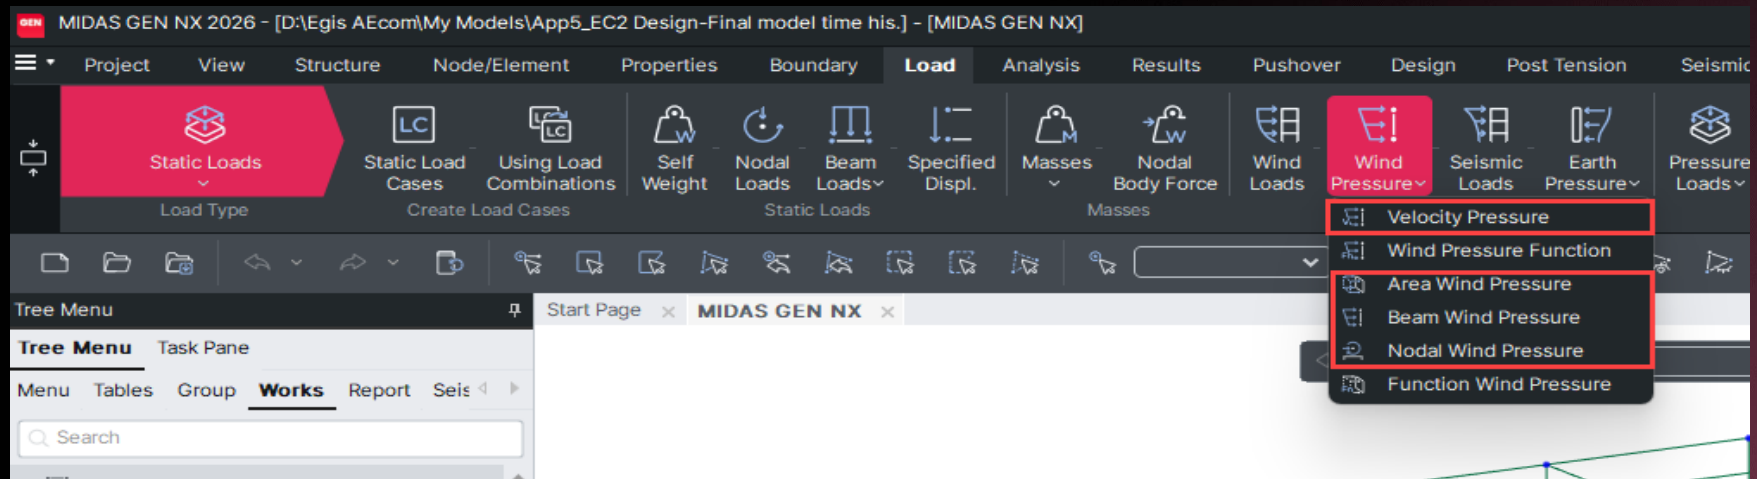 GEN MIDAS GEN NX 2026 - [D:\Egis AEcom\My Models\App5_EC2 Design-Final model time his.] - [MIDAS GEN NX]
Project View Structure Node/Element Properties Boundary Load Analysis Results Pushover Design Post Tension Seismic
LC LC W W M W
Static Loads Static Load Using Load Self Nodal Beam Specified Masses Nodal Wind Wind Seismic Earth Pressure
Cases Combinations Weight Loads Loads Displ. Body Force Loads Pressure Loads Pressure Loads
Load Type Create Load Cases Static Loads Masses
Velocity Pressure
Wind Pressure Function
Area Wind Pressure
Beam Wind Pressure
Nodal Wind Pressure
Function Wind Pressure
Tree Menu Start Page MIDAS GEN NX
Tree Menu Task Pane
Menu Tables Group Works Report Seis
Search